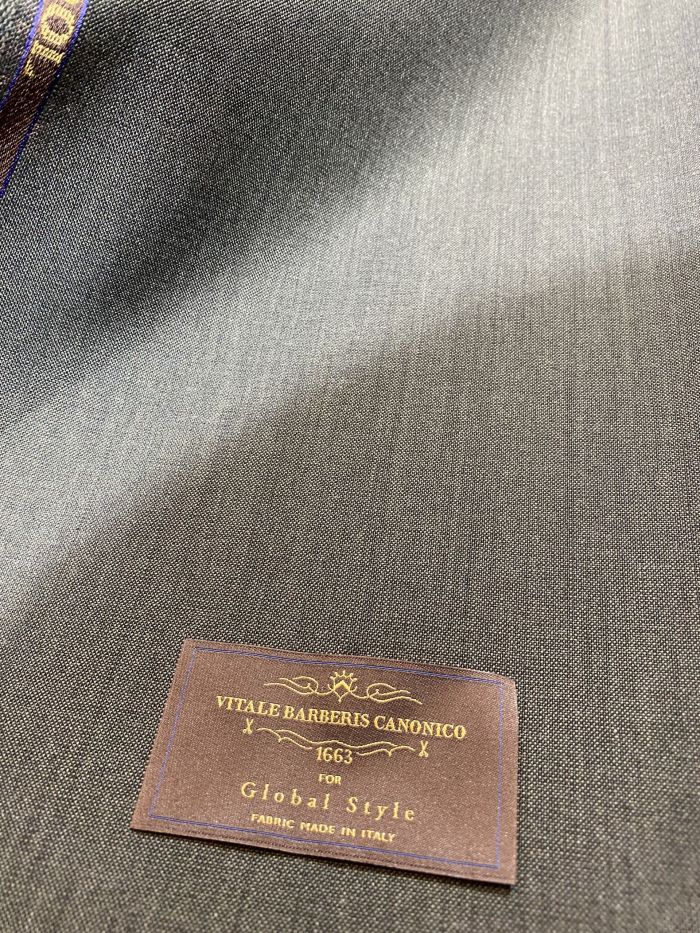 VITALE BARBERIS CANONICO
1663
FOR
Global Style
FABRIC MADE IN ITALY